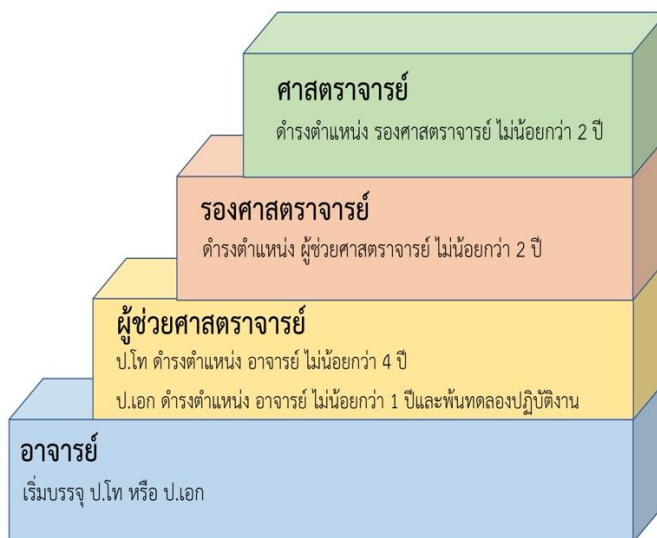 ศาสตราจารย์
ดำรงตำแหน่ง รองศาสตราจารย์ ไม่น้อยกว่า 2 ปี
รองศาสตราจารย์
ดำรงตำแหน่ง ผู้ช่วยศาสตราจารย์ ไม่น้อยกว่า 2 ปี
ผู้ช่วยศาสตราจารย์
ป.โท ดำรงตำแหน่ง อาจารย์ ไม่น้อยกว่า 4 ปี
ป.เอก ดำรงตำแหน่ง อาจารย์ ไม่น้อยกว่า 1 ปีและพ้นทดลองปฏิบัติงาน
อาจารย์
เริ่มบรรจุ ป.โท หรือ ป.เอก